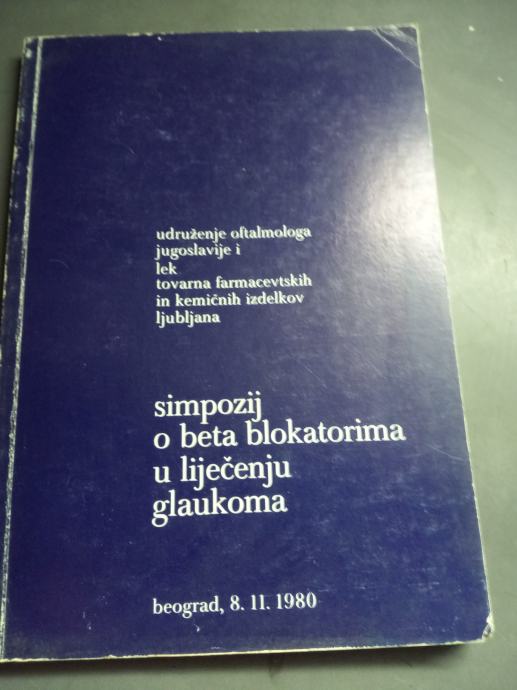 udruženje oftalmologa
jugoslavije i
lek
tovarna farmacevtskih
in kemičnih izdelkov
ljubljana
simpozij
o beta blokatorima
u liječenju
glaukoma
beograd, 8. 11. 1980